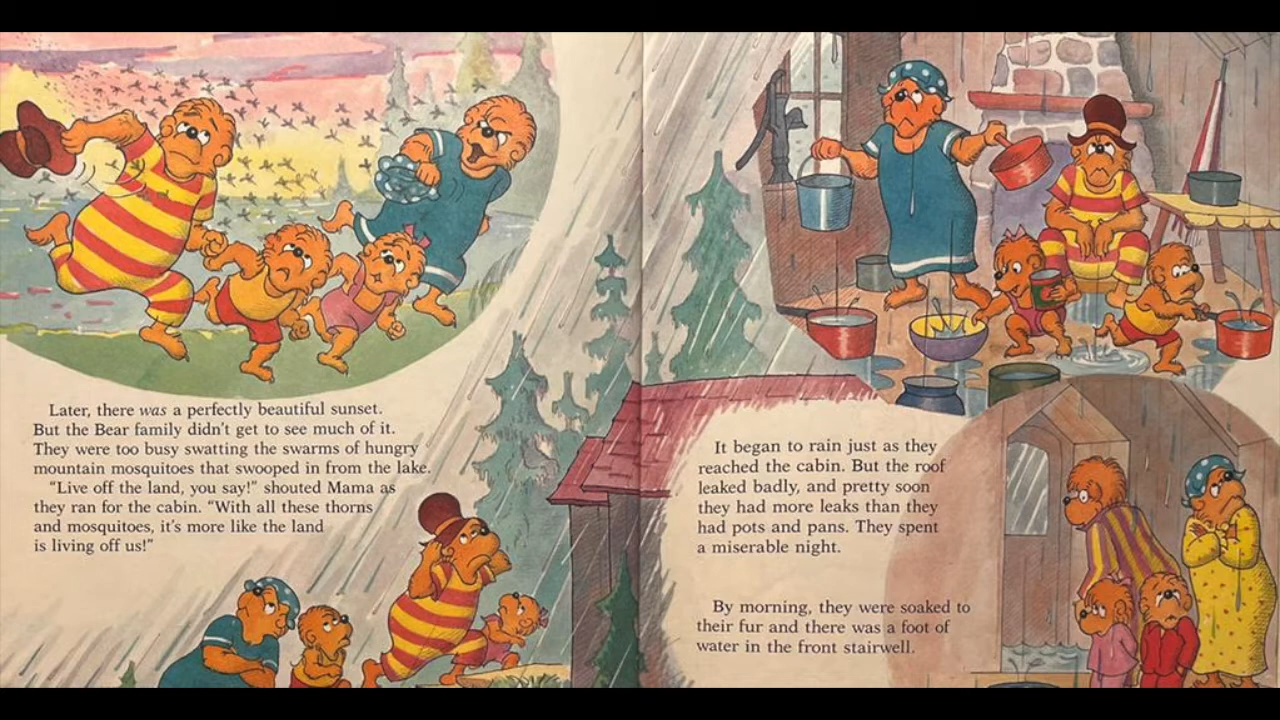 Later, there was a perfectly beautiful sunset.
But the Bear family didn't get to see much of it.
They were too busy swatting the swarms of hungry
mountain mosquitoes that swooped in from the lake.
"Live off the land, you say!" shouted Mama as
they ran for the cabin. "With all these thorns
and mosquitoes, it's more like the land
is living off us!"
It began to rain just as they
reached the cabin. But the roof
leaked badly, and pretty soon
they had more leaks than they
had pots and pans. They spent
a miserable night.
By morning, they were soaked to
their fur and there was a foot of
water in the front stairwell.